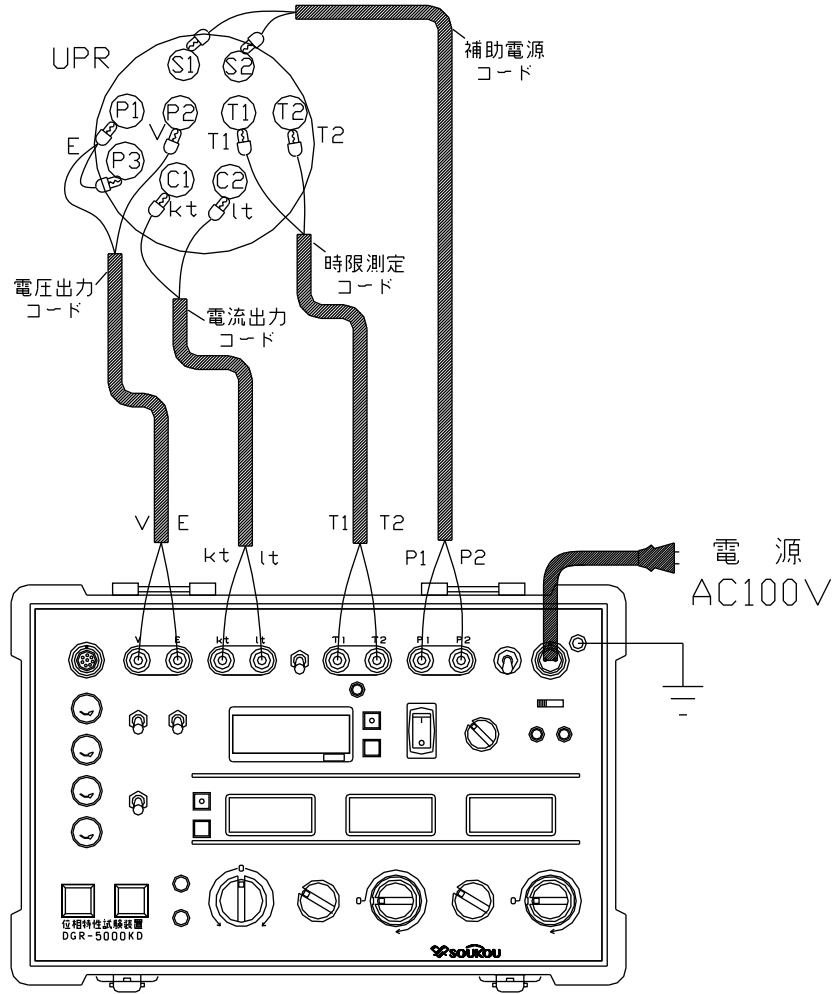 UPR
S1 S2
補助電源
コード
P1 P2 T1 T2
V T1 T2
E
P3
C1 C2
kt lt
時限測定
コード
電圧出力
コード
電流出力
コード
V E
T1 T2
kt lt
P1 P2
電 源
AC100V
V E kt lt T1 T2 P1 P2
位相特性試験装置
DGR-5000KD
SOUKOU